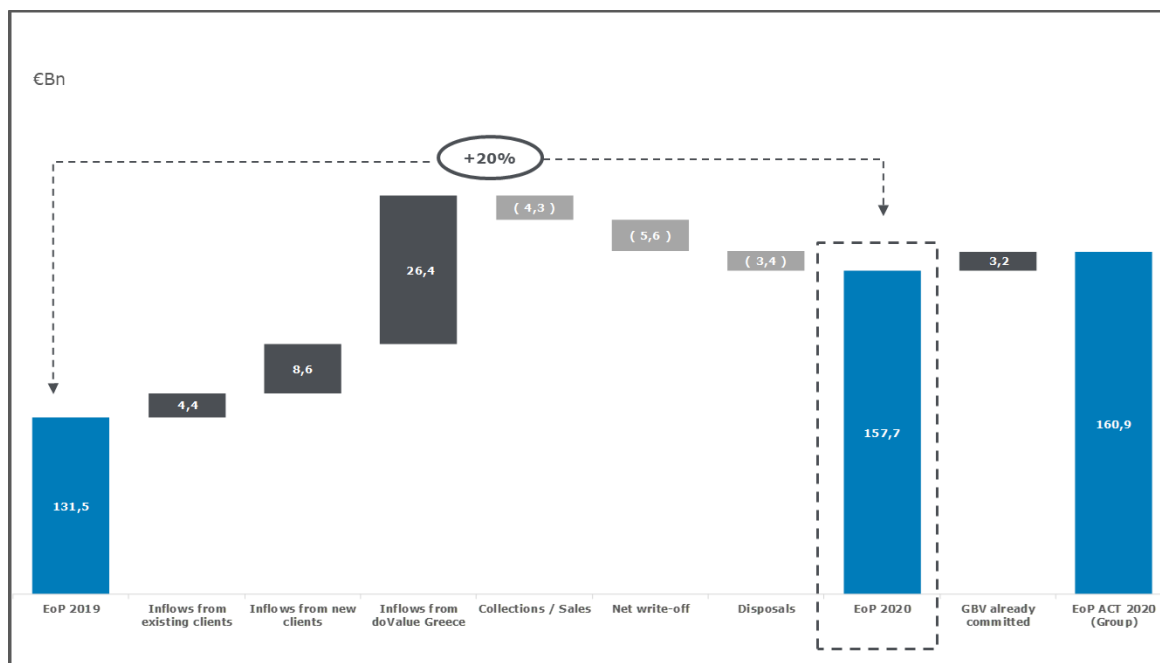 €Bn
+20%
26,4
( 4,3 )
( 5,6 )
( 3,4 )
3,2
8,6
4,4
131,5
157,7
160,9
EoP 2019
Inflows from
existing clients
Inflows from new
clients
Inflows from
doValue Greece
Collections / Sales
Net write-off
Disposals
EoP 2020
GBV already
committed
EoP ACT 2020
(Group)